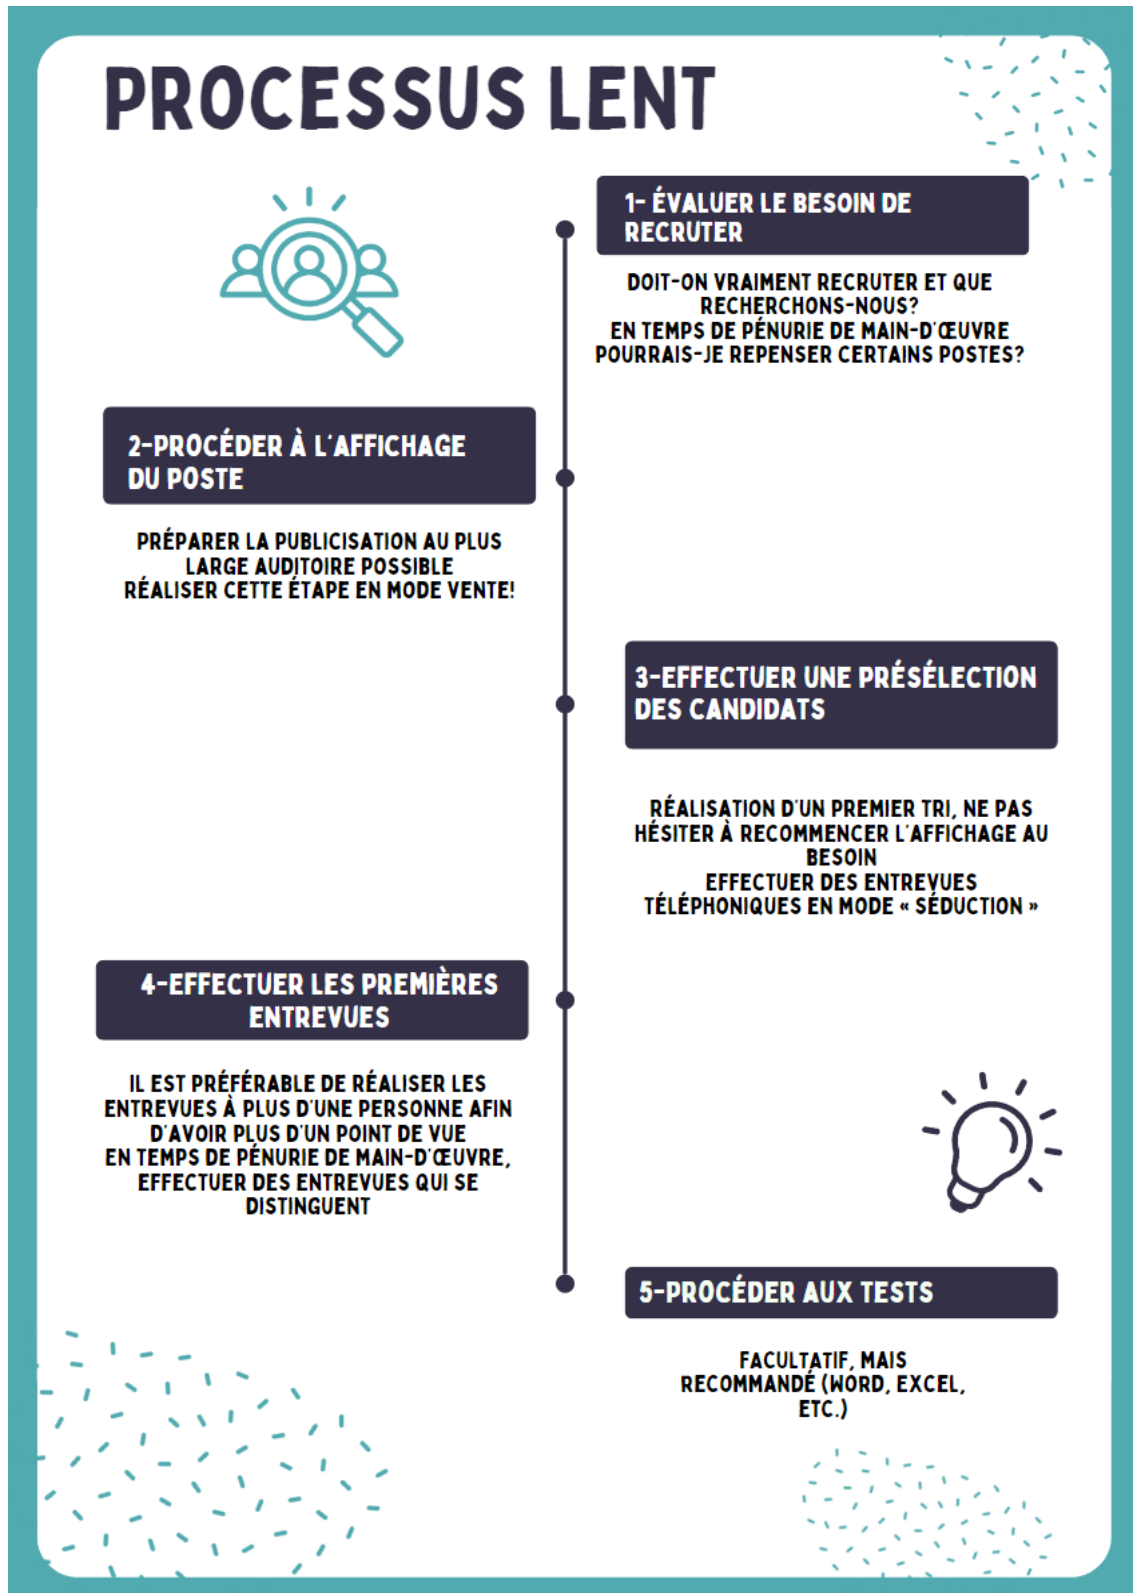 PROCESSUS LENT
1- ÉVALUER LE BESOIN DE
RECRUTER
DOIT-ON VRAIMENT RECRUTER ET QUE
RECHERCHONS-NOUS?
EN TEMPS DE PÉNURIE DE MAIN-D'ŒUVRE
POURRAIS-JE REPENSER CERTAINS POSTES?
2-PROCÉDER À L'AFFICHAGE
DU POSTE
PRÉPARER LA PUBLICISATION AU PLUS
LARGE AUDITOIRE POSSIBLE
RÉALISER CETTE ÉTAPE EN MODE VENTE!
3-EFFECTUER UNE PRÉSÉLECTION
DES CANDIDATS
RÉALISATION D'UN PREMIER TRI, NE PAS
HÉSITER À RECOMMENCER L'AFFICHAGE AU
BESOIN
EFFECTUER DES ENTREVUES
TÉLÉPHONIQUES EN MODE « SÉDUCTION »
4-EFFECTUER LES PREMIÈRES
ENTREVUES
IL EST PRÉFÉRABLE DE RÉALISER LES
ENTREVUES À PLUS D'UNE PERSONNE AFIN
D'AVOIR PLUS D'UN POINT DE VUE
EN TEMPS DE PÉNURIE DE MAIN-D'ŒUVRE,
EFFECTUER DES ENTREVUES QUI SE
DISTINGUENT
5-PROCÉDER AUX TESTS
FACULTATIF, MAIS
RECOMMANDÉ (WORD, EXCEL,
ETC.)